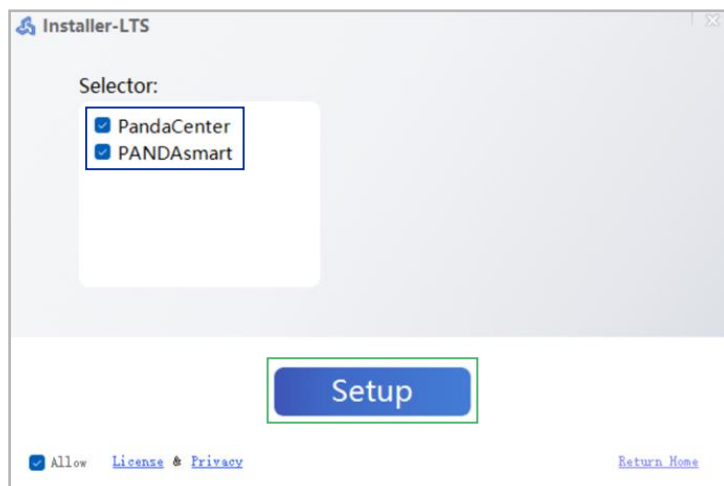 Installer-LTS
Selector:
PandaCenter
PANDAsmart
Setup
Allow License & Privacy Return Home